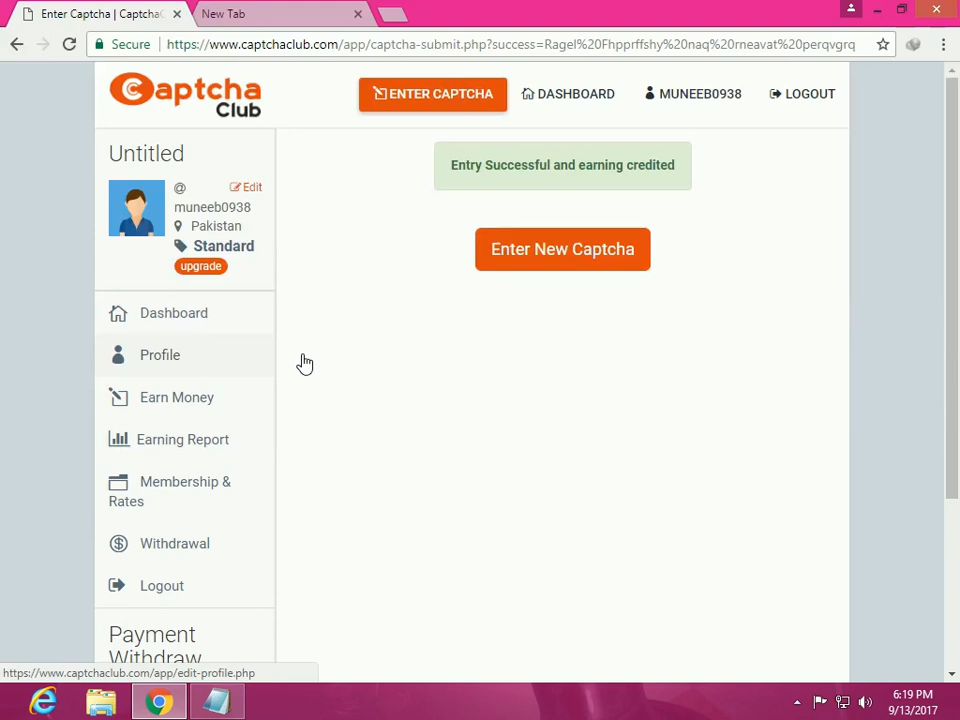 Enter Captcha | Captcha
New Tab
Secure
https://www.captchaclub.com/app/captcha-submit.php?success=Ragel%20Fhpprffshy%20naq%20rneavat%20perqvgrq
Captcha
Club
ENTER CAPTCHA
DASHBOARD
MUNEEB0938
LOGOUT
Untitled
@
Edit
muneeb0938
Pakistan
Standard
upgrade
Entry Successful and earning credited
Enter New Captcha
Dashboard
Profile
Earn Money
Earning Report
Membership &
Rates
Withdrawal
Logout
Payment
Withdraw
https://www.captchaclub.com/app/edit-profile.php
6:19 PM
9/13/2017